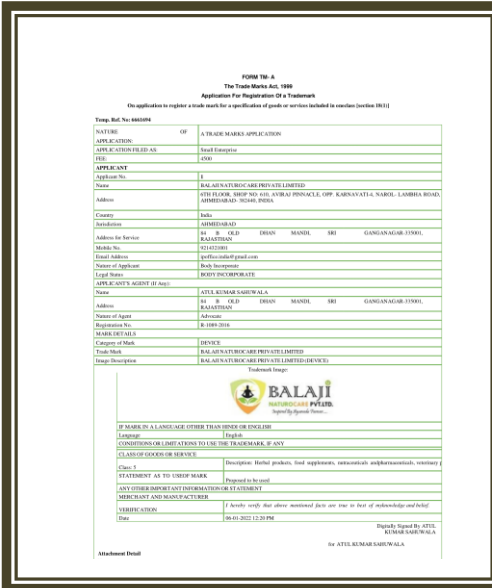 FORM TM- A
The Trade Marks Act, 1999
Application For Registration Of a Trademark
On application to register a trade mark for a specification of goods or services included in oneclass [section 18(1)]
Temp. Ref. No: 6661694
NATURE OF APPLICATION: A TRADE MARKS APPLICATION
APPLICATION FILED AS: Small Enterprise
FEE: 4500
APPLICANT
Applicant No. 1
Name BALAJI NATUROCARE PRIVATE LIMITED
Address 6TH FLOOR, SHOP NO. 610, AVIRAJ PINNACLE, OPP. KARNAVATI-4, NAROL- LAMBHA ROAD,
AHMEDABAD- 382440, INDIA
Country India
Jurisdiction AHMEDABAD
Address for Service 84 B OLD DHAN MANDI, SRI GANGANAGAR-335001,
RAJASTHAN
Mobile No. 9214321001
Email Address ipoffice.india@gmail.com
Nature of Applicant Body Incorporate
Legal Status BODY INCORPORATE
APPLICANT'S AGENT (If Any):
Name ATUL KUMAR SAHUWALA
Address 84 B OLD DHAN MANDI, SRI GANGANAGAR-335001,
RAJASTHAN
Nature of Agent Advocate
Registration No. R-1089-2016
MARK DETAILS
Category of Mark DEVICE
Trade Mark BALAJI NATUROCARE PRIVATE LIMITED
Image Description BALAJI NATUROCARE PRIVATE LIMITED (DEVICE)
Trademark Image:
BALAJI
NATUROCARE PVT.LTD.
IF MARK IN A LANGUAGE OTHER THAN HINDI OR ENGLISH
Language English
CONDITIONS OR LIMITATIONS TO USE THE TRADEMARK, IF ANY
CLASS OF GOODS OR SERVICE
Class: 5 Description: Herbal products, food supplements, nutraceuticals andpharmaceuticals, veterinary p
STATEMENT AS TO USEOF MARK Proposed to be used
ANY OTHER IMPORTANT INFORMATION OR STATEMENT
MERCHANT AND MANUFACTURER
VERIFICATION I hereby verify that above mentioned facts are true to best of myknowledge and belief.
Date 06-01-2022 12:20 PM
Digitally Signed By ATUL
KUMAR SAHUWALA
for ATUL KUMAR SAHUWALA
Attachment Detail